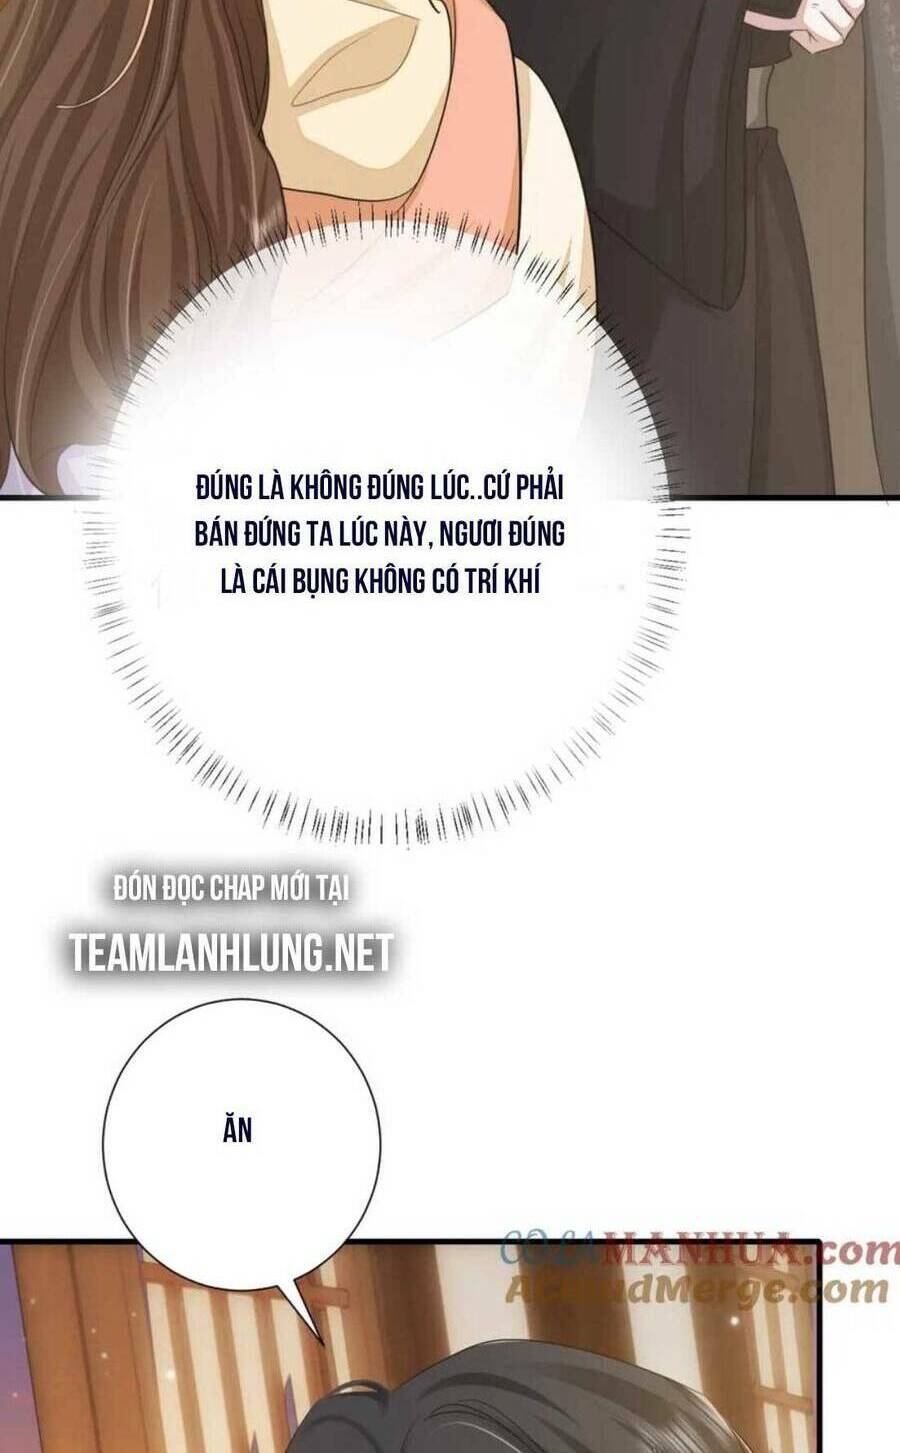 ĐÚNG LÀ KHÔNG ĐÚNG LÚC..CỨ PHẢI
BÁN ĐỨNG TA LÚC NÀY, NGƯƠI ĐÚNG
LÀ CÁI BỤNG KHÔNG CÓ TRÍ KHÍ
ĐÓN ĐỌC CHAP MỚI TẠI
TEAMLANHLUNG.NET
ĂN
COLAMANHUA.com
AcloudMerge.com